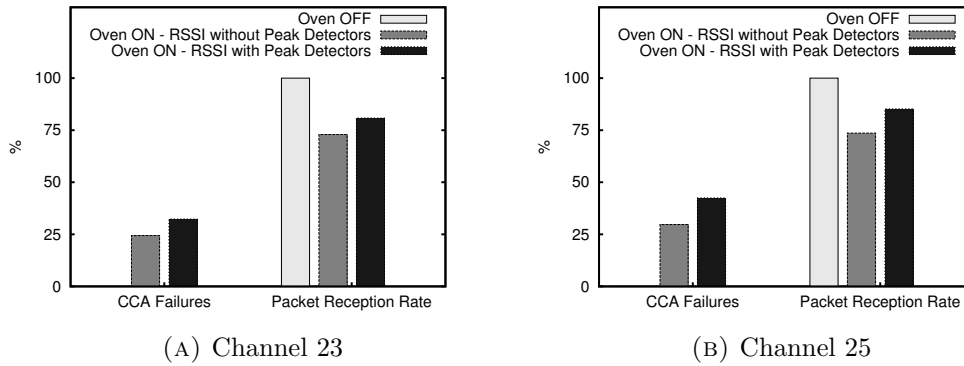 Oven OFF
Oven ON - RSSI without Peak Detectors
Oven ON - RSSI with Peak Detectors
100
75
50
25
0
%
CCA Failures
Packet Reception Rate
(A) Channel 23
Oven OFF
Oven ON - RSSI without Peak Detectors
Oven ON - RSSI with Peak Detectors
100
75
50
25
0
%
CCA Failures
Packet Reception Rate
(B) Channel 25